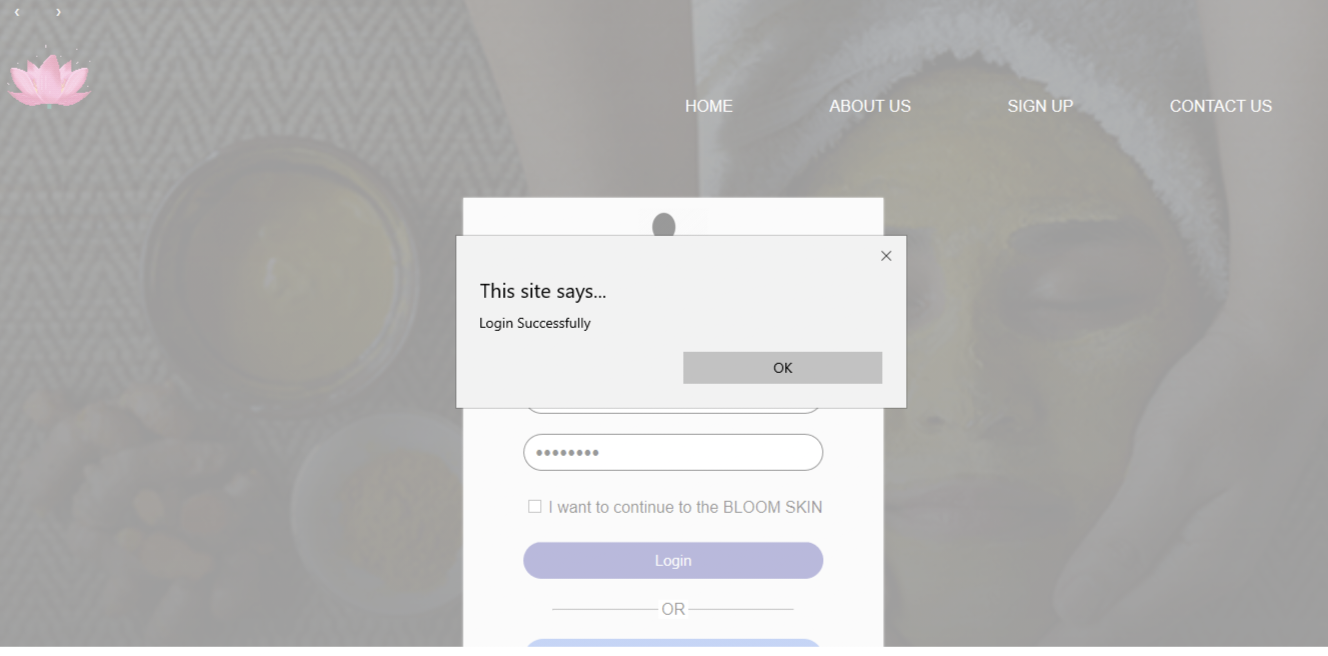 HOME ABOUT US SIGN UP CONTACT US
This site says...
Login Successfully
OK
I want to continue to the BLOOM SKIN
Login
OR